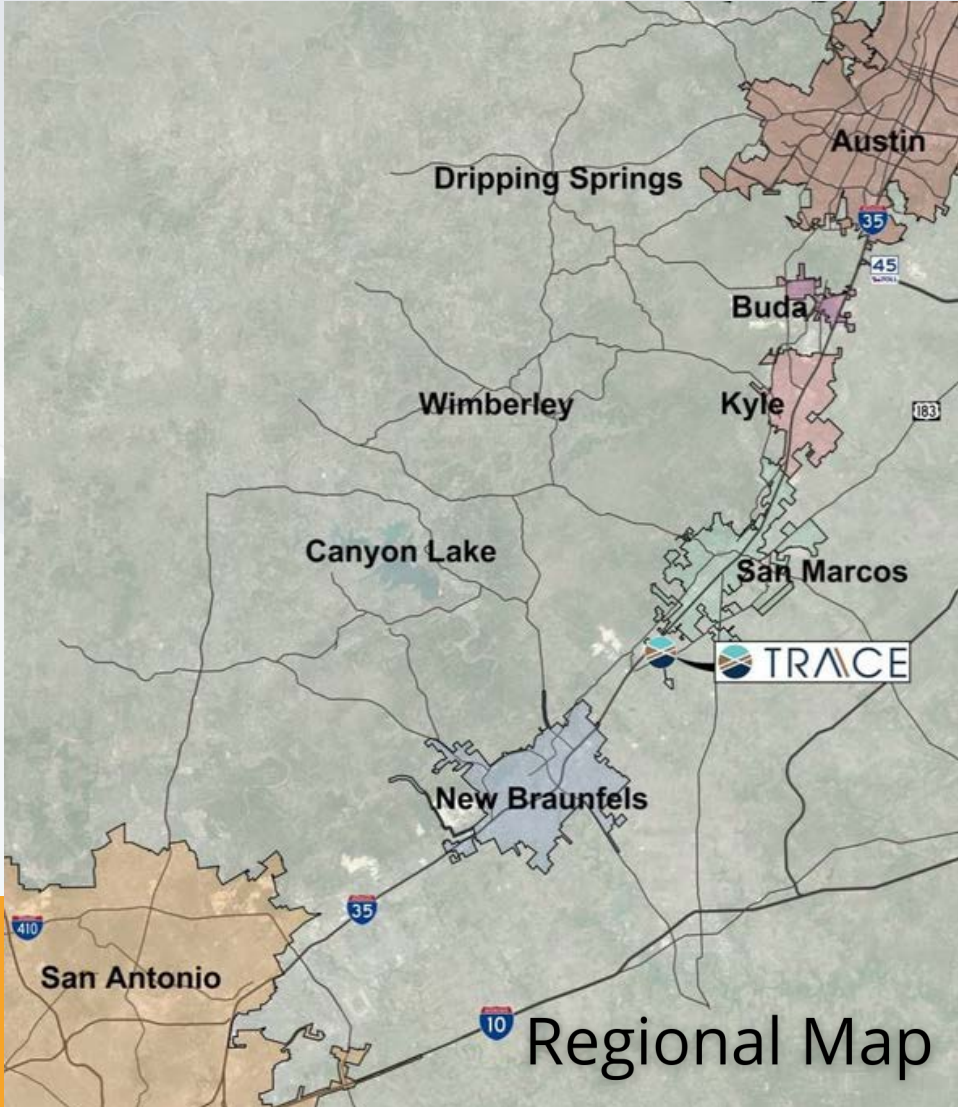 Austin
Dripping Springs
35
45
TOLL
Buda
Wimberley
Kyle
183
Canyon Lake
San Marcos
TRACE
New Braunfels
35
410
San Antonio
10
Regional Map